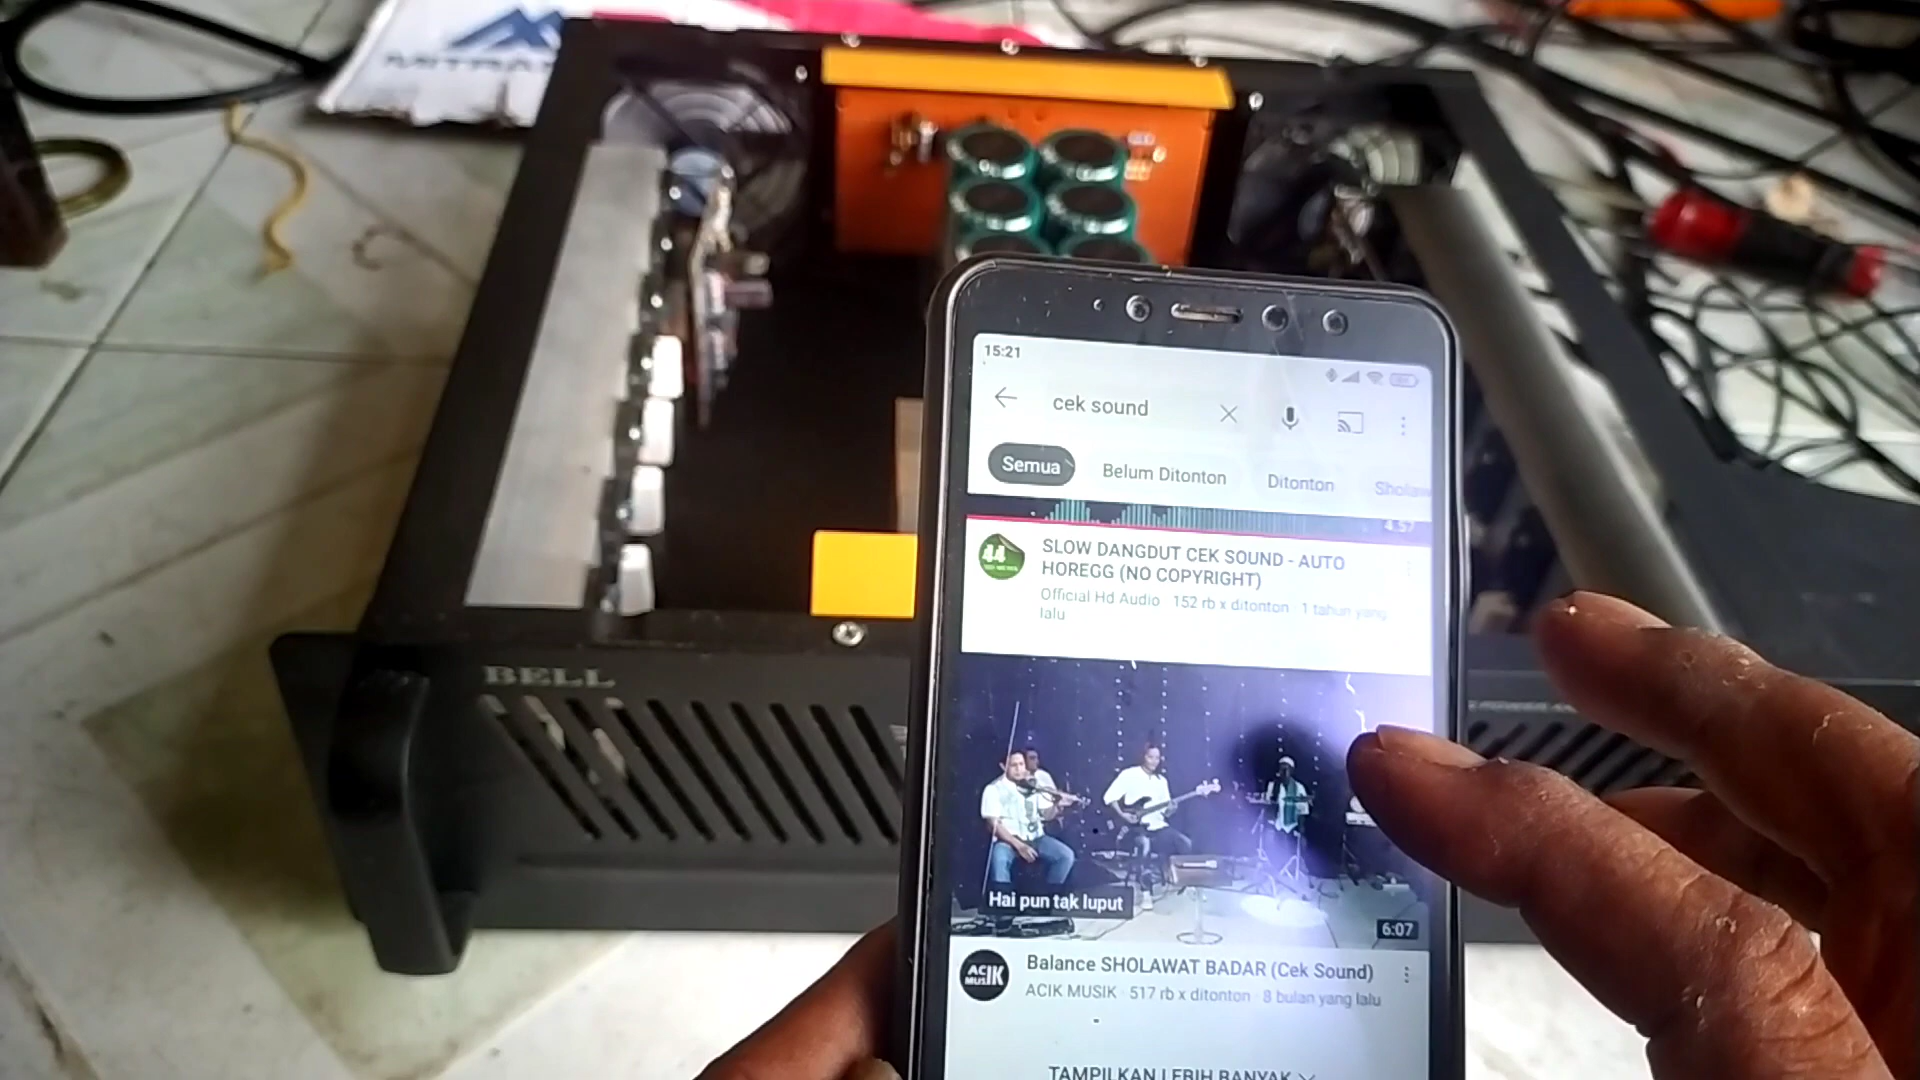 15:21
cek sound
Semua
Belum Ditonton
Ditonton
4:57
SLOW DANGDUT CEK SOUND - AUTO
HOREGG (NO COPYRIGHT)
Official Hd Audio · 152 rb x ditonton · 1 tahun yang
lalu
BELL
Hai pun tak luput
6:07
ACIK
MUSIK
Balance SHOLAWAT BADAR (Cek Sound)
ACIK MUSIK · 517 rb x ditonton · 8 bulan yang lalu
TAMPILKAN LEBIH BANYAK